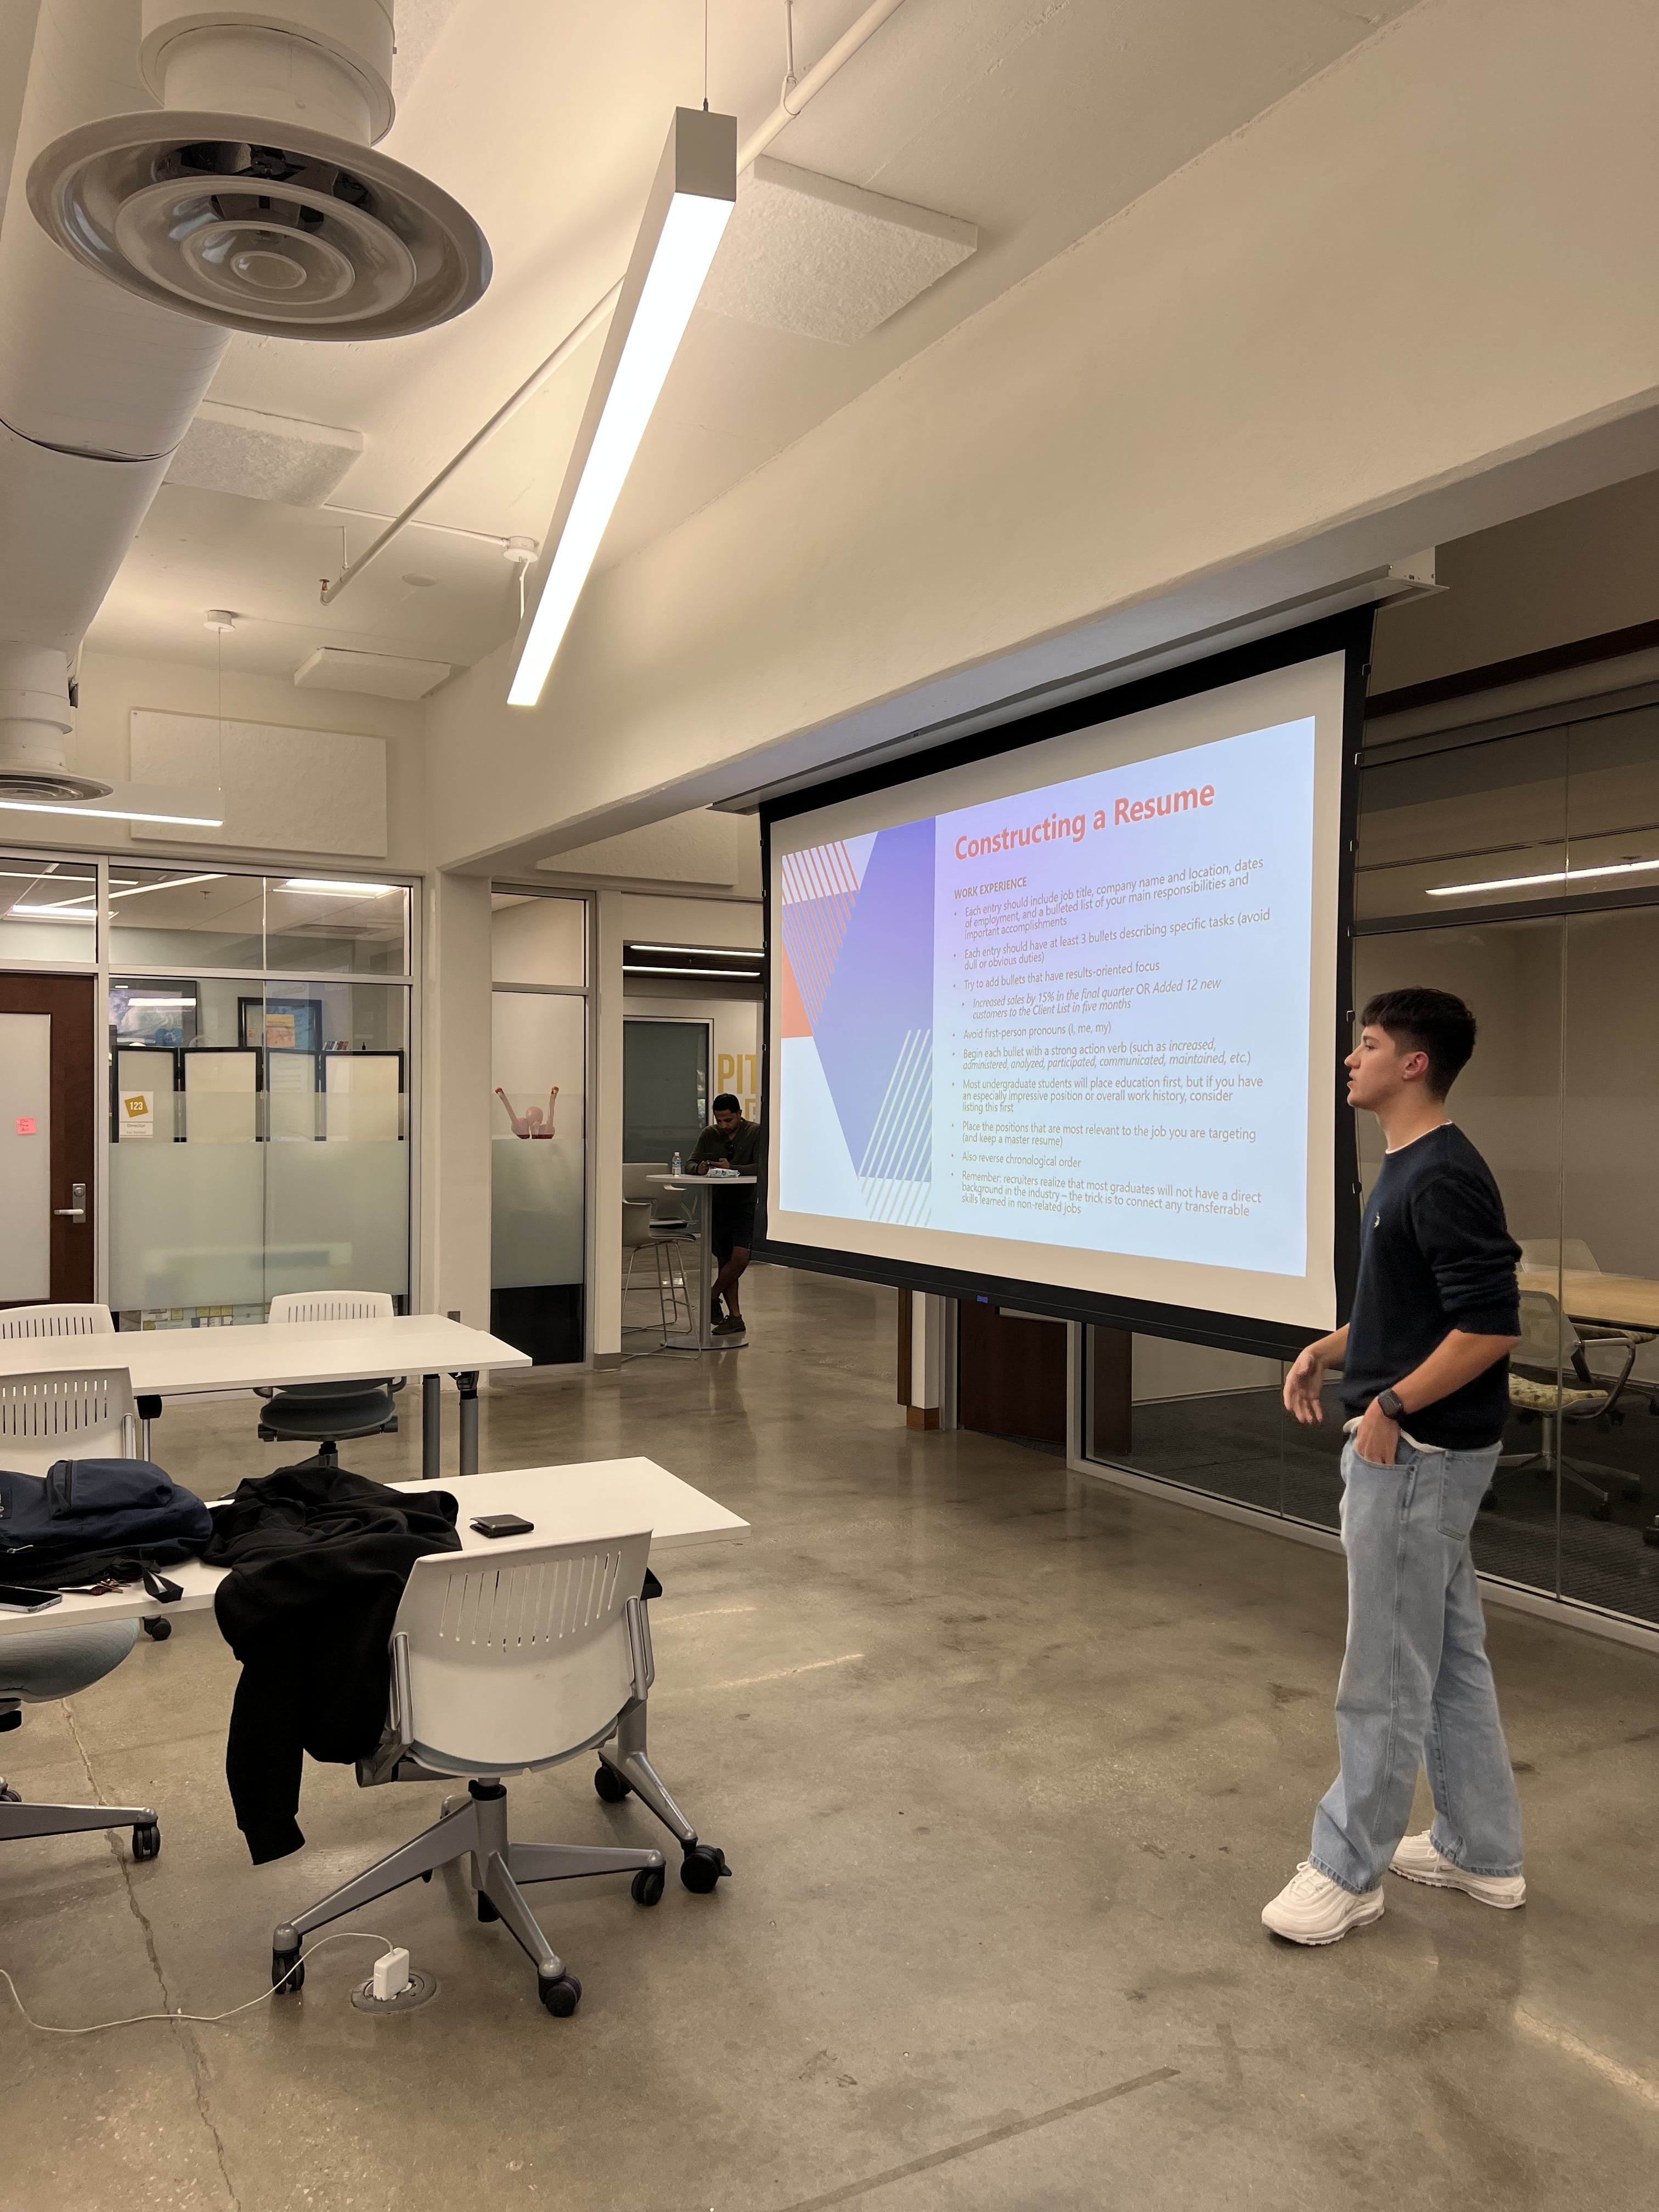 Constructing a Resume
WORK EXPERIENCE
• Each entry should include job title, company name and location, dates
of employment, and a bulleted list of your main responsibilities and
important accomplishments
• Each entry should have at least 3 bullets describing specific tasks (avoid
dull or obvious duties)
• Try to add bullets that have results-oriented focus
• Increased sales by 15% in the final quarter OR Added 12 new
customers to the Client List in five months
• Avoid first-person pronouns (I, me, my)
• Begin each bullet with a strong action verb (such as increased,
administered, analyzed, participated, communicated, maintained, etc.)
• Most undergraduate students will place education first, but if you have
an especially impressive position or overall work history, consider
listing this first
• Place the positions that are most relevant to the job you are targeting
(and keep a master resume)
• Also reverse chronological order
• Remember: recruiters realize that most graduates will not have a direct
background in the industry – the trick is to connect any transferrable
skills learned in non-related jobs
123
PIT